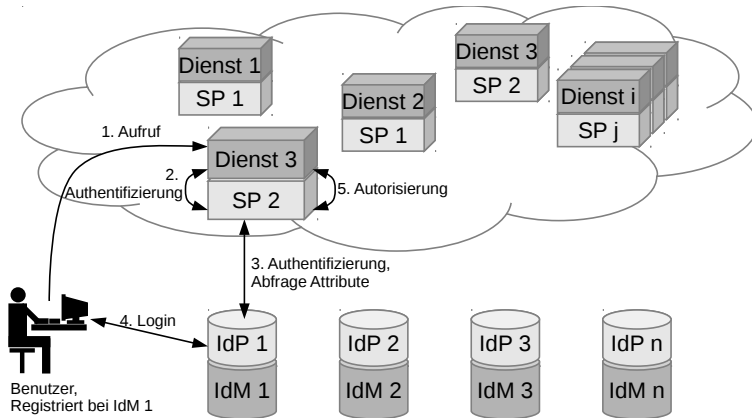 Dienst 1
SP 1
Dienst 2
SP 1
Dienst 3
SP 2
Dienst i
SP j
1. Aufruf
Dienst 3
SP 2
2.
Authentifizierung
5. Autorisierung
3. Authentifizierung,
Abfrage Attribute
4. Login
Benutzer,
Registriert bei IdM 1
IdP 1
IdM 1
IdP 2
IdM 2
IdP 3
IdM 3
IdP n
IdM n